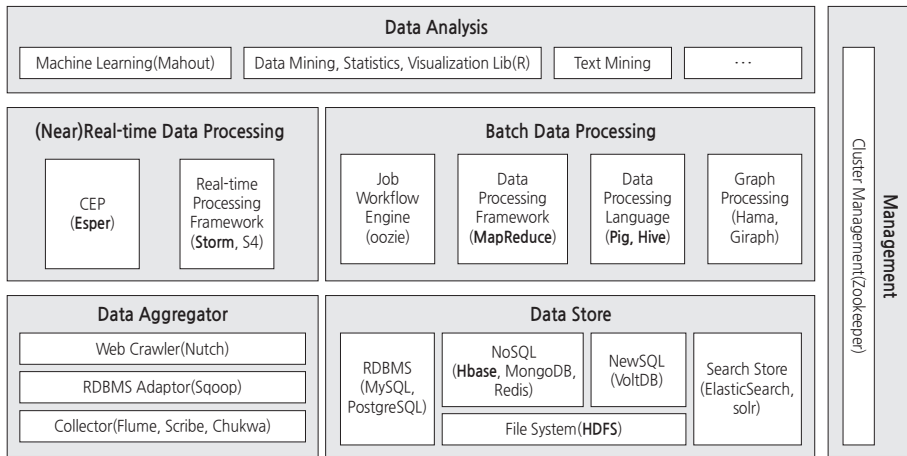 Data Analysis
Machine Learning(Mahout)
Data Mining, Statistics, Visualization Lib(R)
Text Mining
...
(Near)Real-time Data Processing
CEP
(Esper)
Real-time
Processing
Framework
(Storm, S4)
Batch Data Processing
Job
Workflow
Engine
(oozie)
Data
Processing
Framework
(MapReduce)
Data
Processing
Language
(Pig, Hive)
Graph
Processing
(Hama,
Giraph)
Data Aggregator
Web Crawler(Nutch)
RDBMS Adaptor(Sqoop)
Collector(Flume, Scribe, Chukwa)
Data Store
RDBMS
(MySQL,
PostgreSQL)
NoSQL
(Hbase, MongoDB,
Redis)
NewSQL
(VoltDB)
File System(HDFS)
Search Store
(ElasticSearch,
solr)
Management
Cluster Management(Zookeeper)